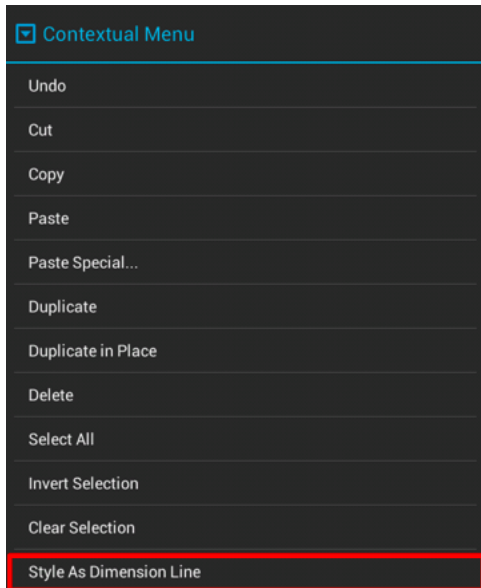 Contextual Menu
Undo
Cut
Copy
Paste
Paste Special...
Duplicate
Duplicate in Place
Delete
Select All
Invert Selection
Clear Selection
Style As Dimension Line